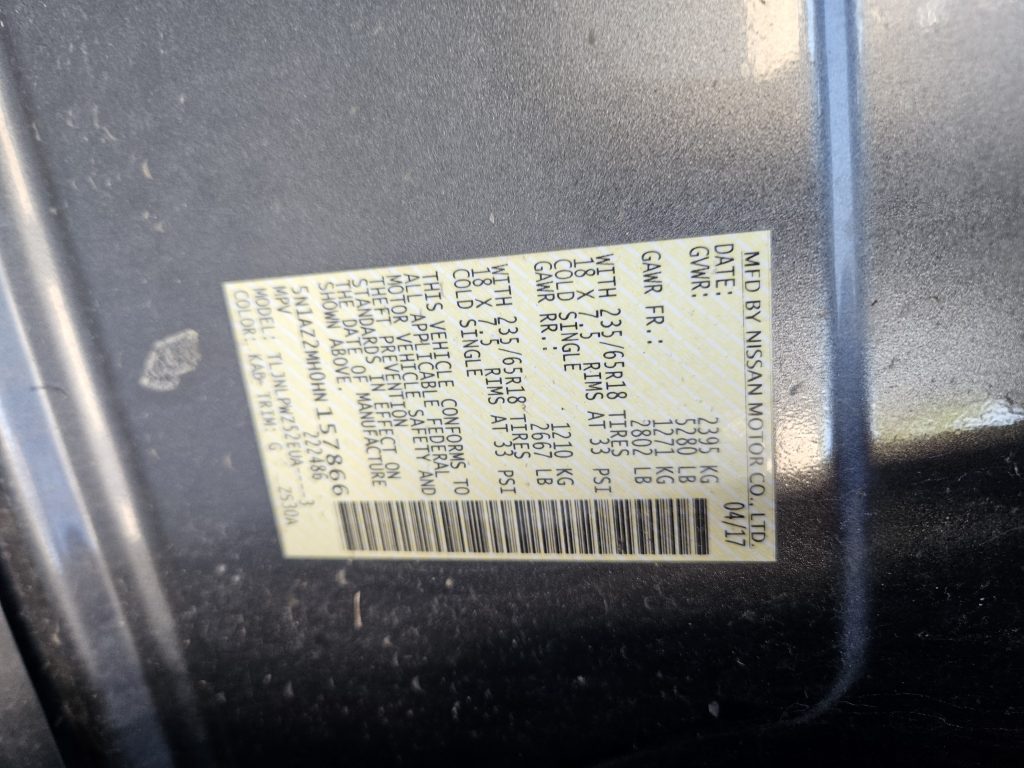 MFD BY NISSAN MOTOR CO., LTD.
DATE: 04/17
GVWR: 2395 KG
5280 LB
GAWR FR.: 1271 KG
2802 LB
WITH 235/65R18 TIRES
18 X 7.5 RIMS AT 33 PSI
COLD SINGLE
GAWR RR.: 1210 KG
2667 LB
WITH 235/65R18 TIRES
18 X 7.5 RIMS AT 33 PSI
COLD SINGLE
THIS VEHICLE CONFORMS TO
ALL APPLICABLE FEDERAL
MOTOR VEHICLE SAFETY AND
THEFT PREVENTION
STANDARDS IN EFFECT ON
THE DATE OF MANUFACTURE
SHOWN ABOVE.
5N1AZ2MH0HN157866
MPV 222486
MODEL: TLJNLPWZ52EUA----3
COLOR: KAD TRIM: G 2530A